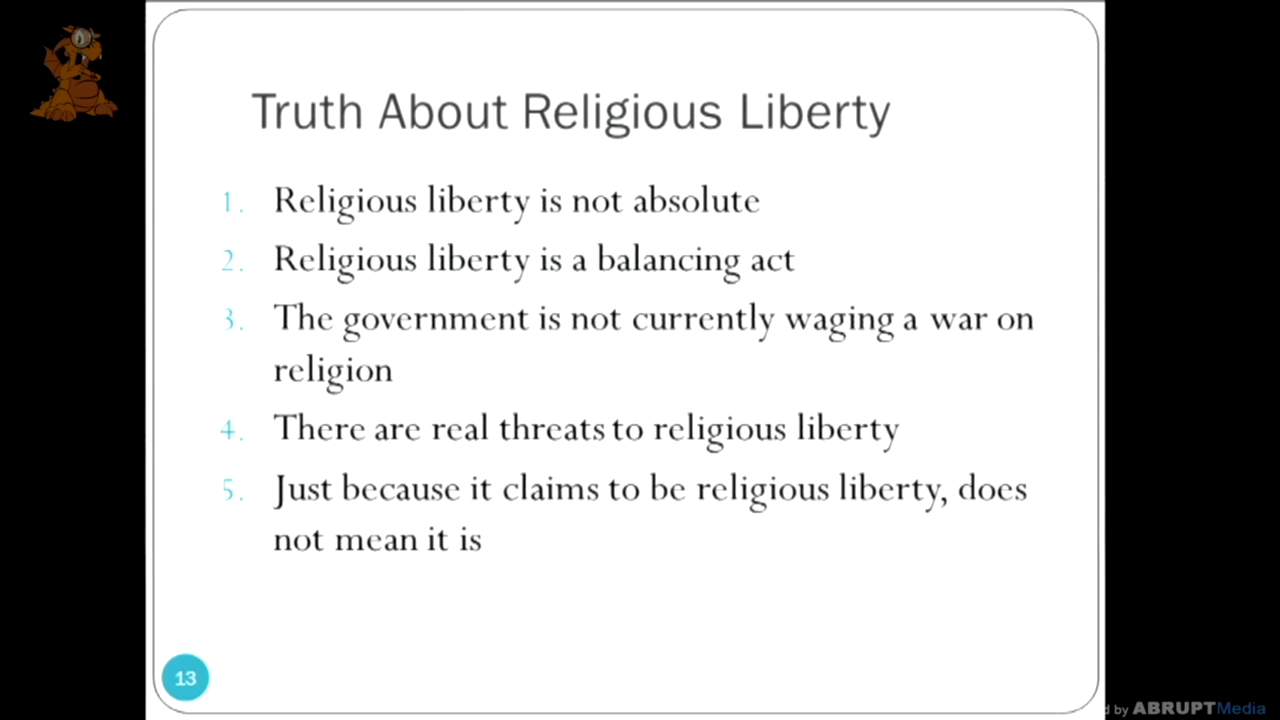 Truth About Religious Liberty
1. Religious liberty is not absolute
2. Religious liberty is a balancing act
3. The government is not currently waging a war on
religion
4. There are real threats to religious liberty
5. Just because it claims to be religious liberty, does
not mean it is
13
by ABRUPTMedia